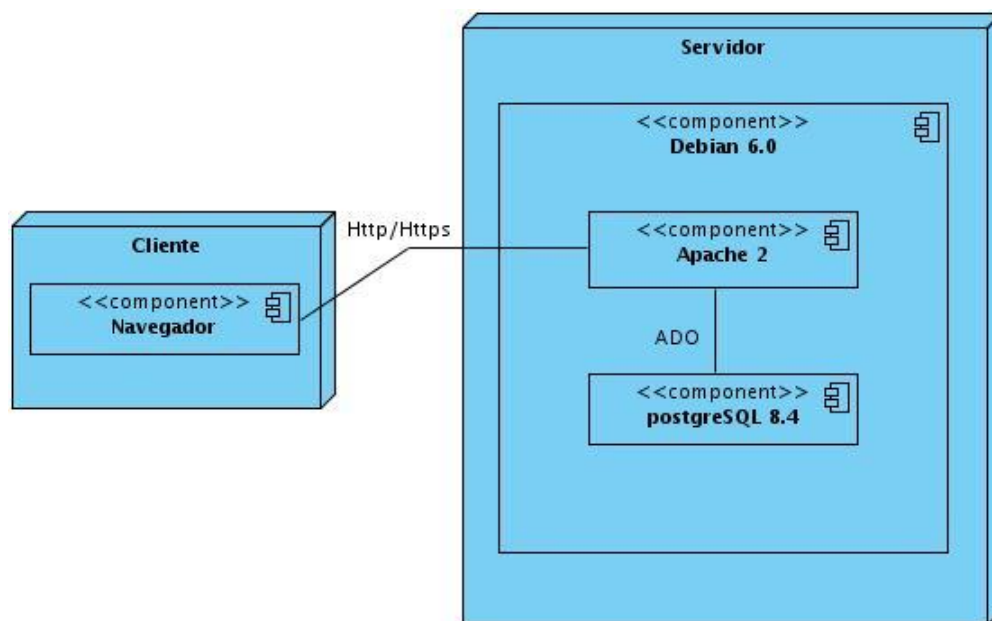 Servidor
<<component>>
Debian 6.0
Http/Https
<<component>>
Apache 2
Cliente
<<component>>
Navegador
ADO
<<component>>
postgreSQL 8.4